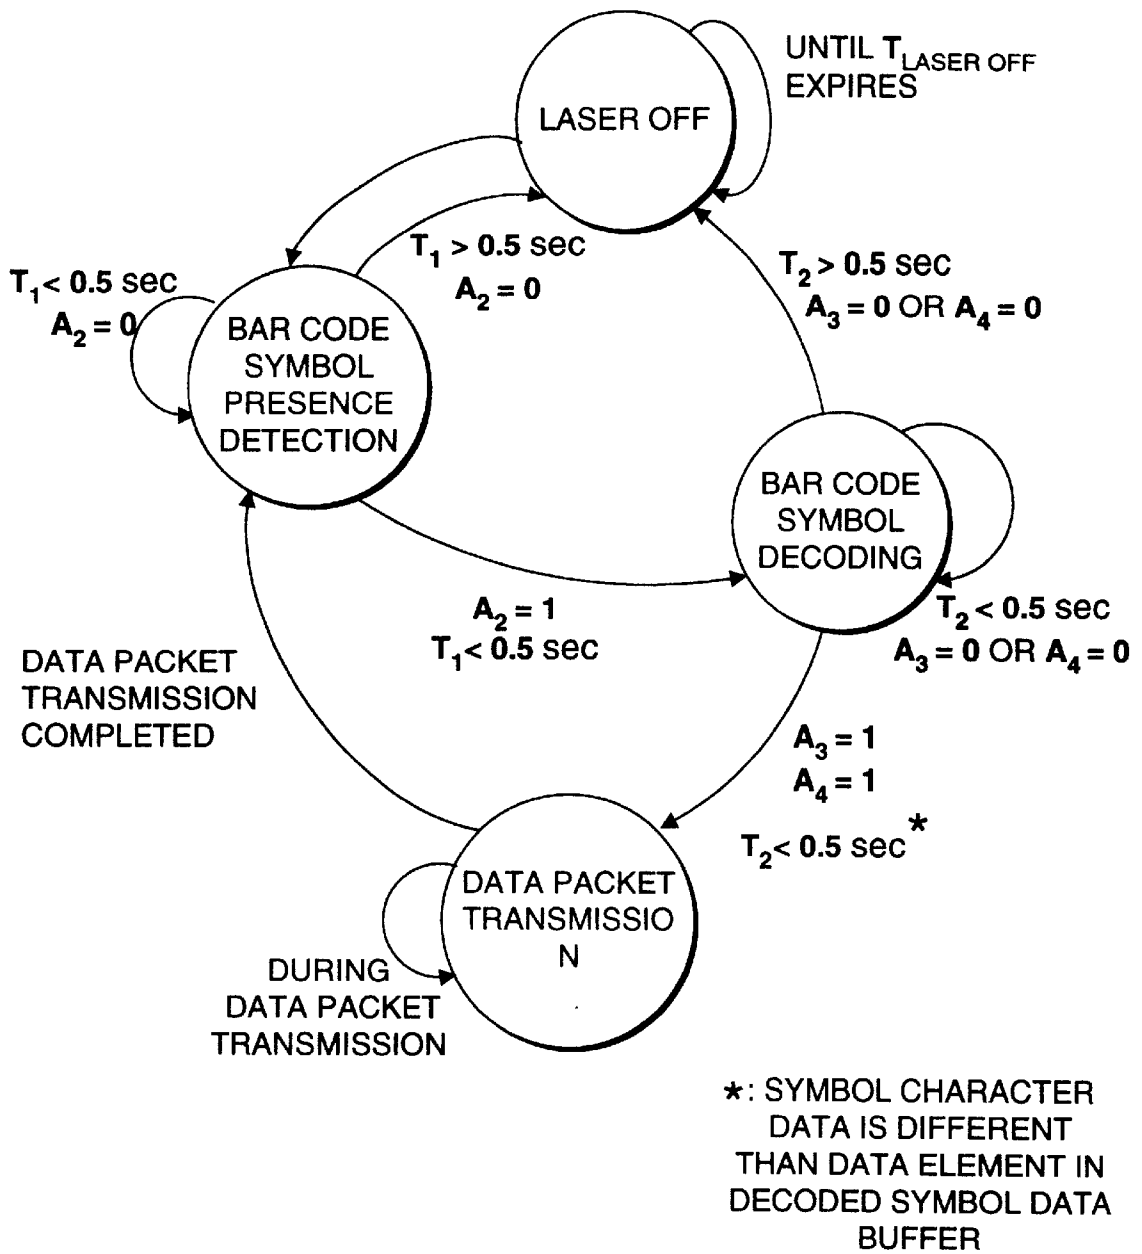 UNTIL T LASER OFF
EXPIRES
LASER OFF
T1 > 0.5 sec
A2 = 0
T1 < 0.5 sec
A2 = 0
T2 > 0.5 sec
A3 = 0 OR A4 = 0
BAR CODE
SYMBOL
PRESENCE
DETECTION
BAR CODE
SYMBOL
DECODING
A2 = 1
T1 < 0.5 sec
T2 < 0.5 sec
A3 = 0 OR A4 = 0
DATA PACKET
TRANSMISSION
COMPLETED
A3 = 1
A4 = 1
T2 < 0.5 sec*
DATA PACKET
TRANSMISSIO
N
DURING
DATA PACKET
TRANSMISSION
*: SYMBOL CHARACTER
DATA IS DIFFERENT
THAN DATA ELEMENT IN
DECODED SYMBOL DATA
BUFFER